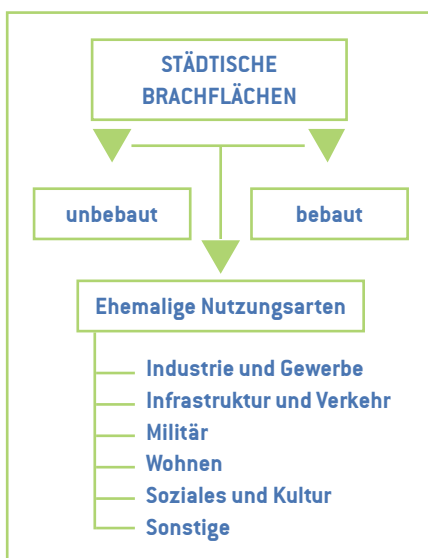 STÄDTISCHE
BRACHFLÄCHEN
unbebaut
bebaut
Ehemalige Nutzungsarten
Industrie und Gewerbe
Infrastruktur und Verkehr
Militär
Wohnen
Soziales und Kultur
Sonstige